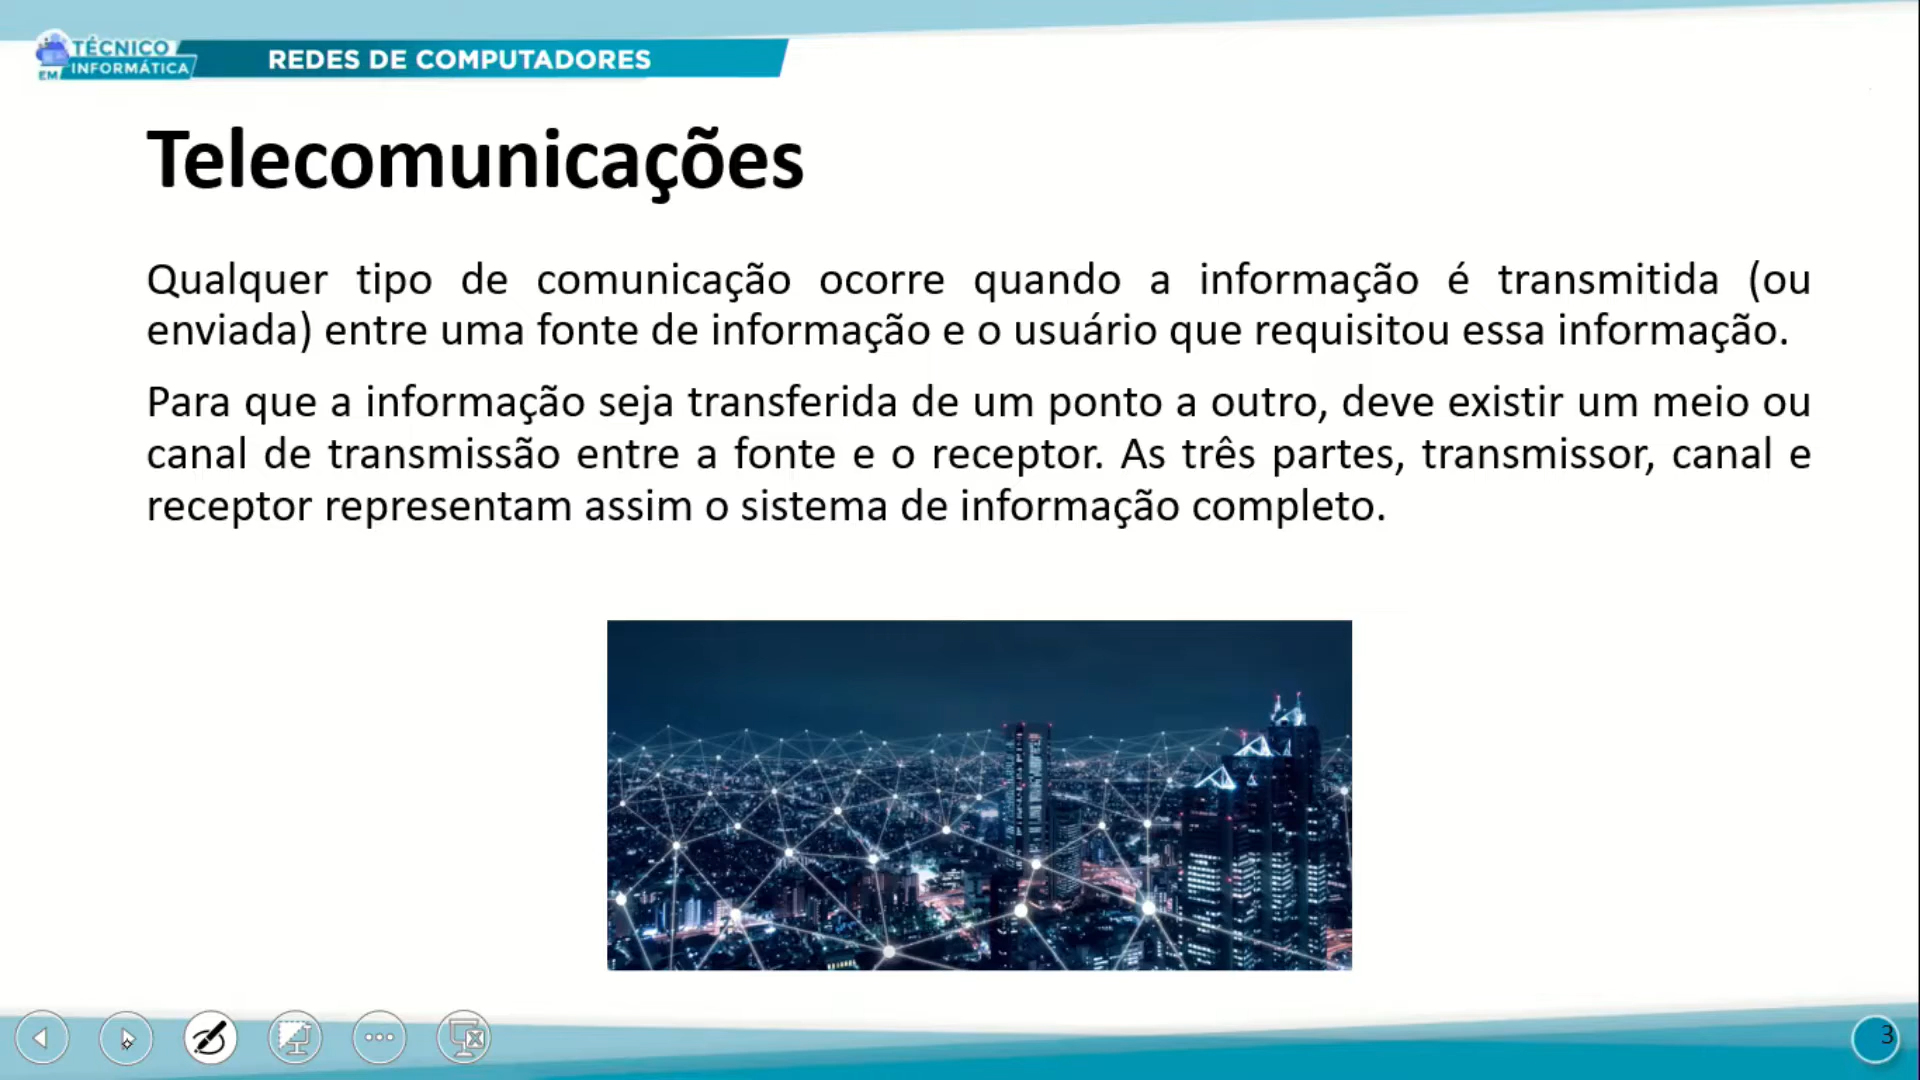 TÉCNICO
EM INFORMÁTICA
REDES DE COMPUTADORES
Telecomunicações
Qualquer tipo de comunicação ocorre quando a informação é transmitida (ou
enviada) entre uma fonte de informação e o usuário que requisitou essa informação.
Para que a informação seja transferida de um ponto a outro, deve existir um meio ou
canal de transmissão entre a fonte e o receptor. As três partes, transmissor, canal e
receptor representam assim o sistema de informação completo.
3